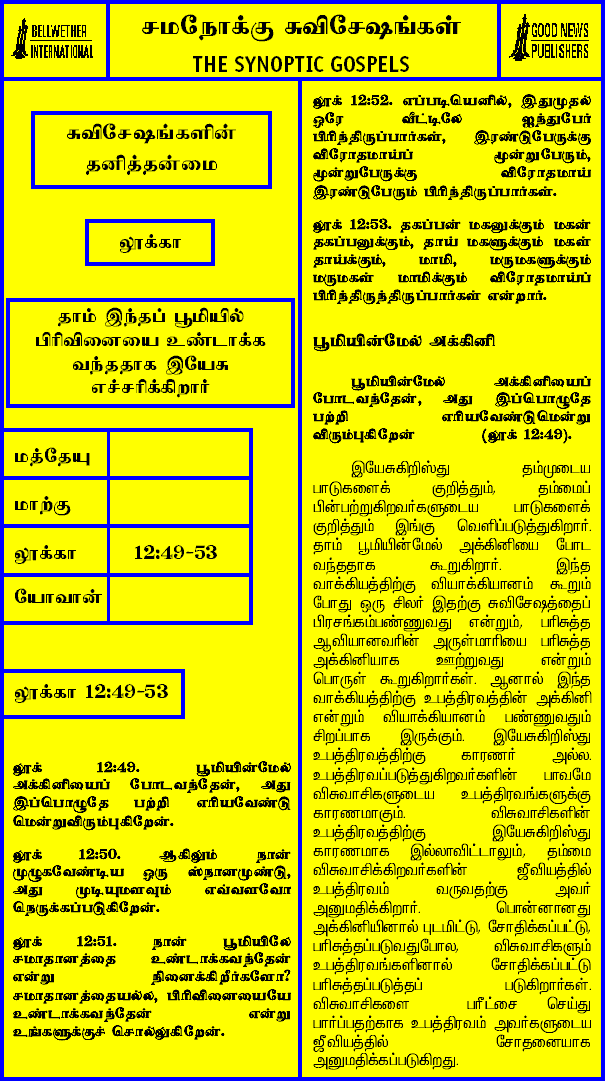 BELLWETHER
INTERNATIONAL
சமநோக்கு சுவிசேஷங்கள்
THE SYNOPTIC GOSPELS
GOOD NEWS
PUBLISHERS
சுவிசேஷங்களின்
தனித்தன்மை
லூக்கா
தாம் இந்தப் பூமியில்
பிரிவினையை உண்டாக்க
வந்ததாக இயேசு
எச்சரிக்கிறார்
மத்தேயு
மாற்கு
லூக்கா 12:49-53
யோவான்
லூக்கா 12:49-53
லூக் 12:49. பூமியின்மேல்
அக்கினியைப் போடவந்தேன், அது
இப்பொழுதே பற்றி எரியவேண்டு
மென்றுவிரும்புகிறேன்.
லூக் 12:50. ஆகிலும் நான்
முழுகவேண்டிய ஒரு ஸ்நானமுண்டு,
அது முடியுமளவும் எவ்வளவோ
நெருக்கப்படுகிறேன்.
லூக் 12:51. நான் பூமியிலே
சமாதானத்தை உண்டாக்கவந்தேன்
என்று நினைக்கிறீர்களோ?
சமாதானத்தையல்ல, பிரிவினையையே
உண்டாக்கவந்தேன் என்று
உங்களுக்குச் சொல்லுகிறேன்.
லூக் 12:52. எப்படியெனில், இதுமுதல்
ஒரே வீட்டிலே ஐந்துபேர்
பிரிந்திருப்பார்கள், இரண்டுபேருக்கு
விரோதமாய்ப் மூன்றுபேரும்,
மூன்றுபேருக்கு விரோதமாய்
இரண்டுபேரும் பிரிந்திருப்பார்கள்.
லூக் 12:53. தகப்பன் மகனுக்கும் மகன்
தகப்பனுக்கும், தாய் மகளுக்கும் மகள்
தாய்க்கும், மாமி, மருமகளுக்கும்
மருமகள் மாமிக்கும் விரோதமாய்ப்
பிரிந்திருந்திருப்பார்கள் என்றார்.
பூமியின்மேல் அக்கினி
பூமியின்மேல் அக்கினியைப்
போடவந்தேன், அது இப்பொழுதே
பற்றி எரியவேண்டுமென்று
விரும்புகிறேன் (லூக் 12:49).
இயேசுகிறிஸ்து தம்முடைய
பாடுகளைக் குறித்தும், தம்மைப்
பின்பற்றுகிறவர்களுடைய பாடுகளைக்
குறித்தும் இங்கு வெளிப்படுத்துகிறார்.
தாம் பூமியின்மேல் அக்கினியை போட
வந்ததாக கூறுகிறார். இந்த
வாக்கியத்திற்கு வியாக்கியானம் கூறும்
போது ஒரு சிலர் இதற்கு சுவிசேஷத்தைப்
பிரசங்கம்பண்ணுவது என்றும், பரிசுத்த
ஆவியானவரின் அருள்மாரியை பரிசுத்த
அக்கினியாக ஊற்றுவது என்றும்
பொருள் கூறுகிறார்கள். ஆனால் இந்த
வாக்கியத்திற்கு உபத்திரவத்தின் அக்கினி
என்றும் வியாக்கியானம் பண்ணுவதும்
சிறப்பாக இருக்கும். இயேசுகிறிஸ்து
உபத்திரவத்திற்கு காரணர் அல்ல.
உபத்திரவப்படுத்துகிறவர்களின் பாவமே
விசுவாசிகளுடைய உபத்திரவங்களுக்கு
காரணமாகும். விசுவாசிகளின்
உபத்திரவத்திற்கு இயேசுகிறிஸ்து
காரணமாக இல்லாவிட்டாலும், தம்மை
விசுவாசிக்கிறவர்களின் ஜீவியத்தில்
உபத்திரவம் வருவதற்கு அவர்
அனுமதிக்கிறார். பொன்னானது
அக்கினியினால் புடமிட்டு, சோதிக்கப்பட்டு,
பரிசுத்தப்படுவதுபோல, விசுவாசிகளும்
உபத்திரவங்களினால் சோதிக்கப்பட்டு
பரிசுத்தப்படுத்தப் படுகிறார்கள்.
விசுவாசிகளை பரீட்சை செய்து
பார்ப்பதற்காக உபத்திரவம் அவர்களுடைய
ஜீவியத்தில் சோதனையாக
அனுமதிக்கப்படுகிறது.